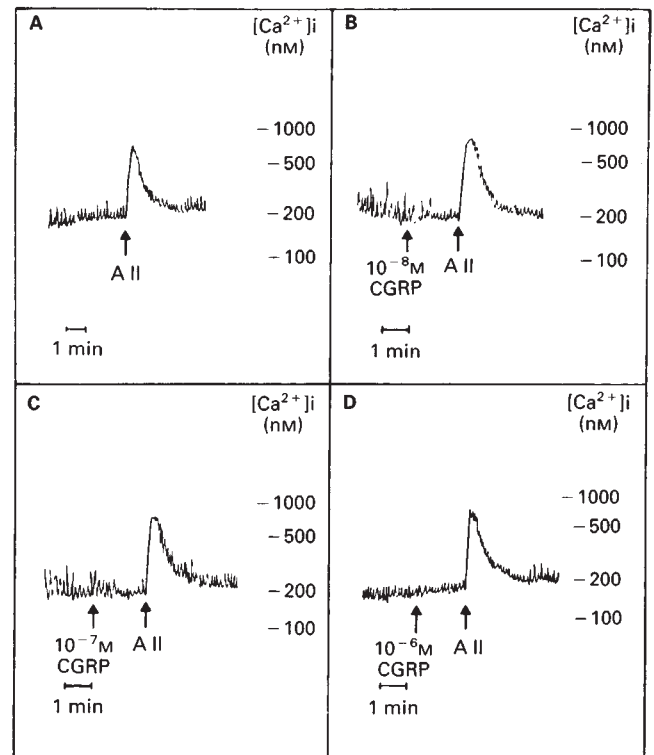 A
[Ca²⁺]i
(nM)
– 1000
– 500
– 200
– 100
A II
1 min
B
[Ca²⁺]i
(nM)
– 1000
– 500
– 200
– 100
10⁻⁸M
CGRP
A II
1 min
C
[Ca²⁺]i
(nM)
– 1000
– 500
– 200
– 100
10⁻⁷M
CGRP
A II
1 min
D
[Ca²⁺]i
(nM)
– 1000
– 500
– 200
– 100
10⁻⁶M
CGRP
A II
1 min